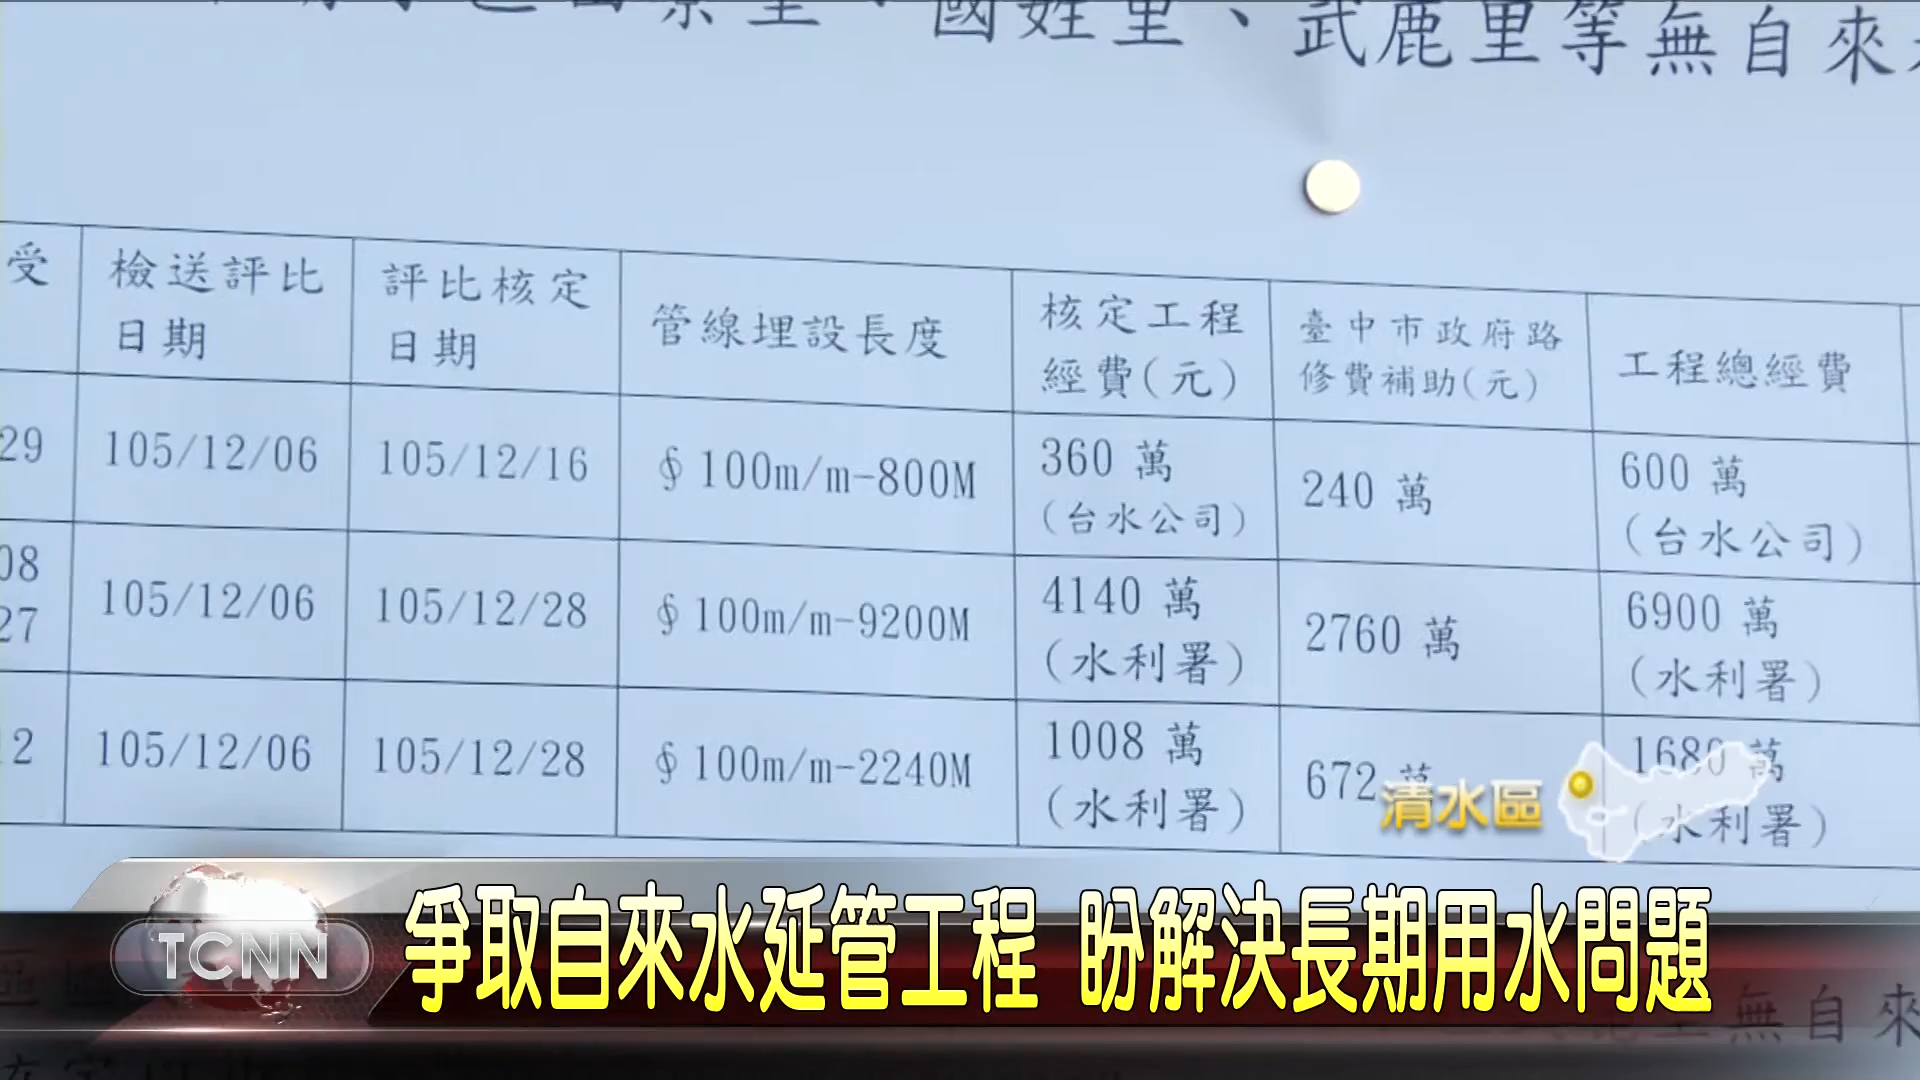 國姓里、武鹿里等無自來
受
檢送評比
日期
評比核定
日期
管線埋設長度
核定工程
經費(元)
臺中市政府路
修費補助(元)
工程總經費
29
105/12/06
105/12/16
∮100m/m-800M
360 萬
(台水公司)
240 萬
600 萬
(台水公司)
08
27
105/12/06
105/12/28
∮100m/m-9200M
4140 萬
(水利署)
2760 萬
6900 萬
(水利署)
12
105/12/06
105/12/28
∮100m/m-2240M
1008 萬
(水利署)
672 萬
1680 萬
(水利署)
清水區
TCNN
爭取自來水延管工程 盼解決長期用水問題
無自來